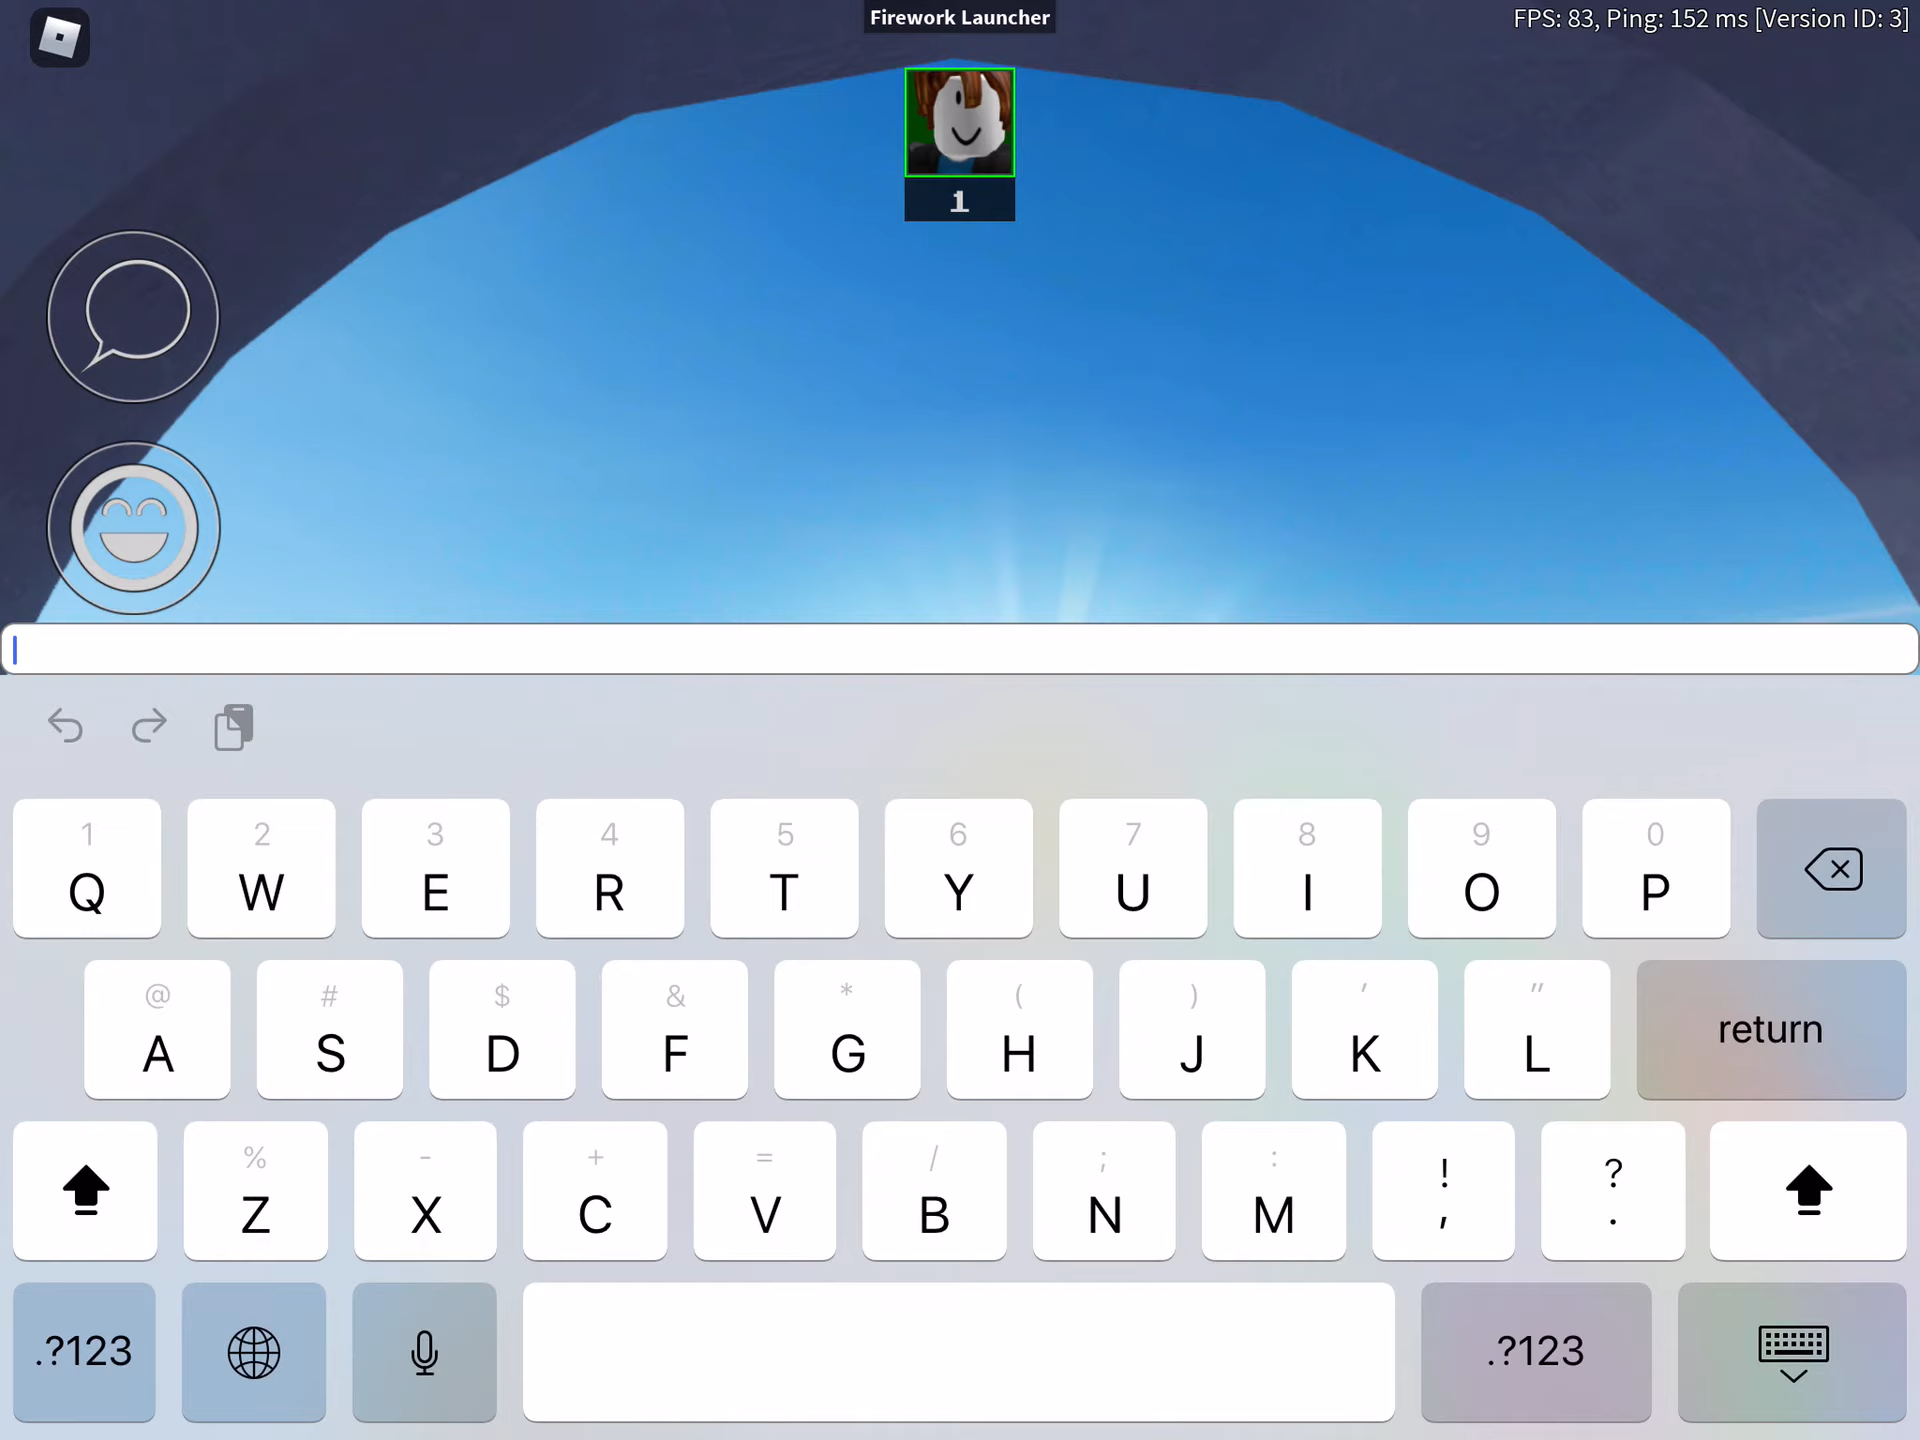 Firework Launcher
FPS: 83, Ping: 152 ms [Version ID: 3]
1
1 2 3 4 5 6 7 8 9 0
Q W E R T Y U I O P
@ # $ & * ( ) ' "
A S D F G H J K L return
% - + = / ; : ! ?
Z X C V B N M , .
.?123 .?123